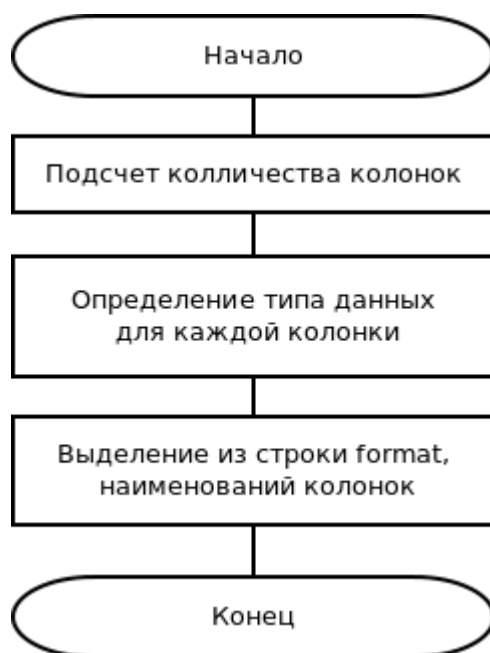 Начало
Подсчет колличества колонок
Определение типа данных
для каждой колонки
Выделение из строки format,
наименований колонок
Конец